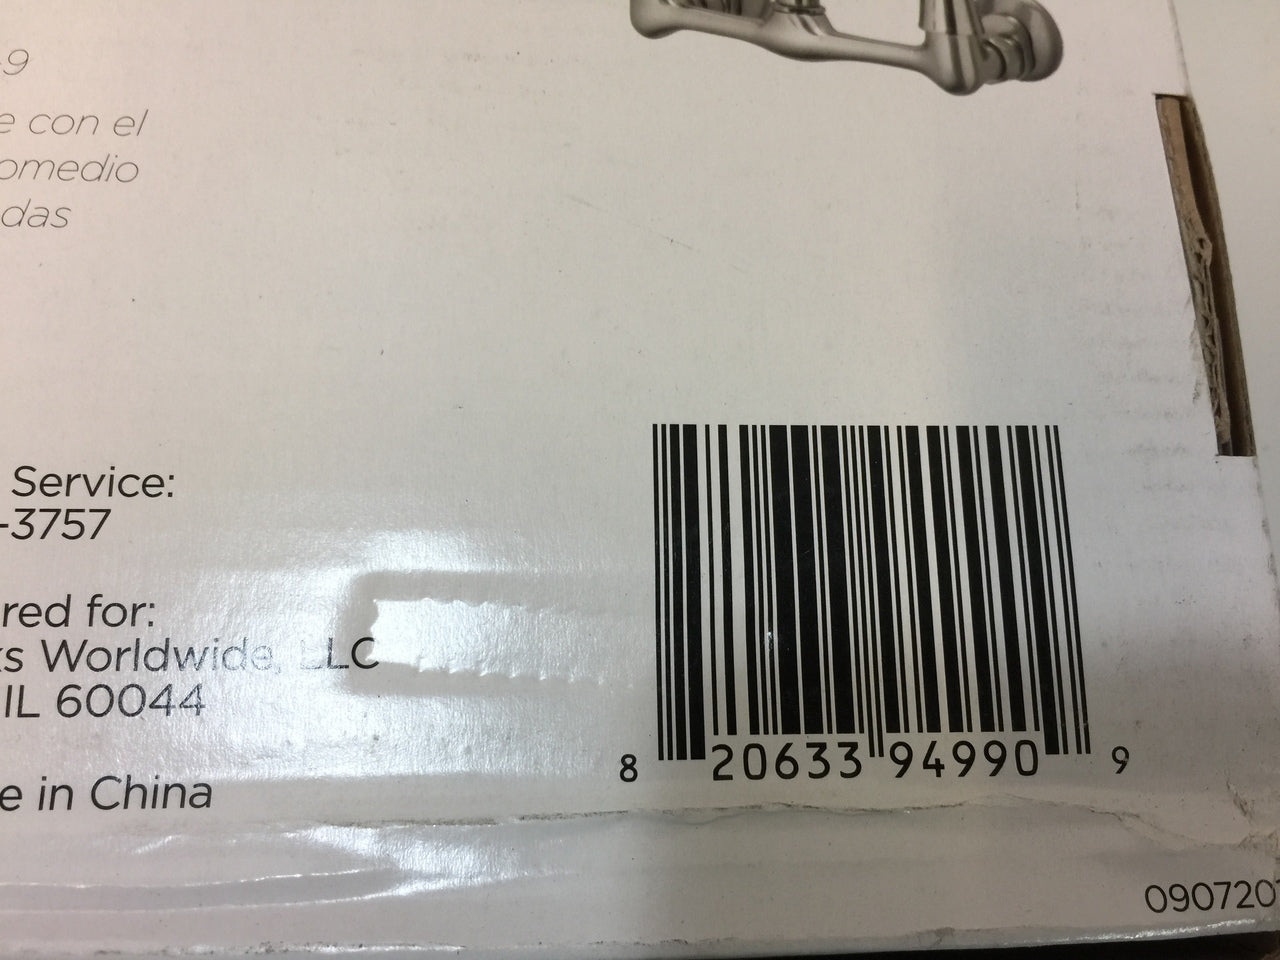 -9
e con el
omedio
das
Service:
-3757
red for:
ks Worldwide, LLC
IL 60044
e in China
8 20633 94990 9
090720